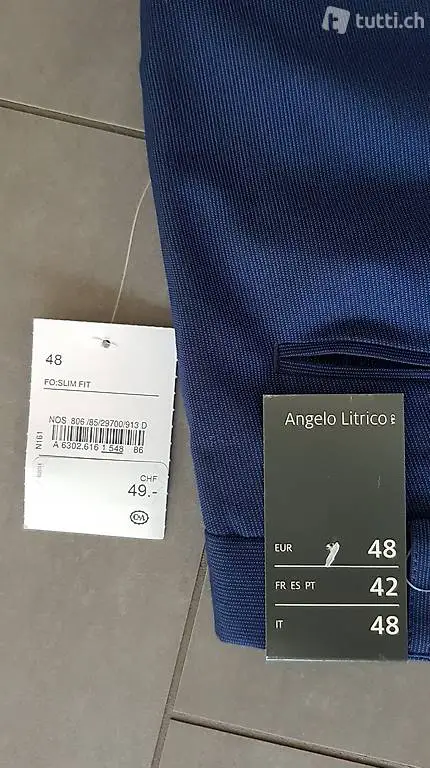 tutti.ch
48
FO:SLIM FIT
NOS 806 /85/29700/913 D
N161
A 6302.616 1 548 86
CHF
49.-
C&A
Angelo Litrico
EUR 48
FR ES PT 42
IT 48